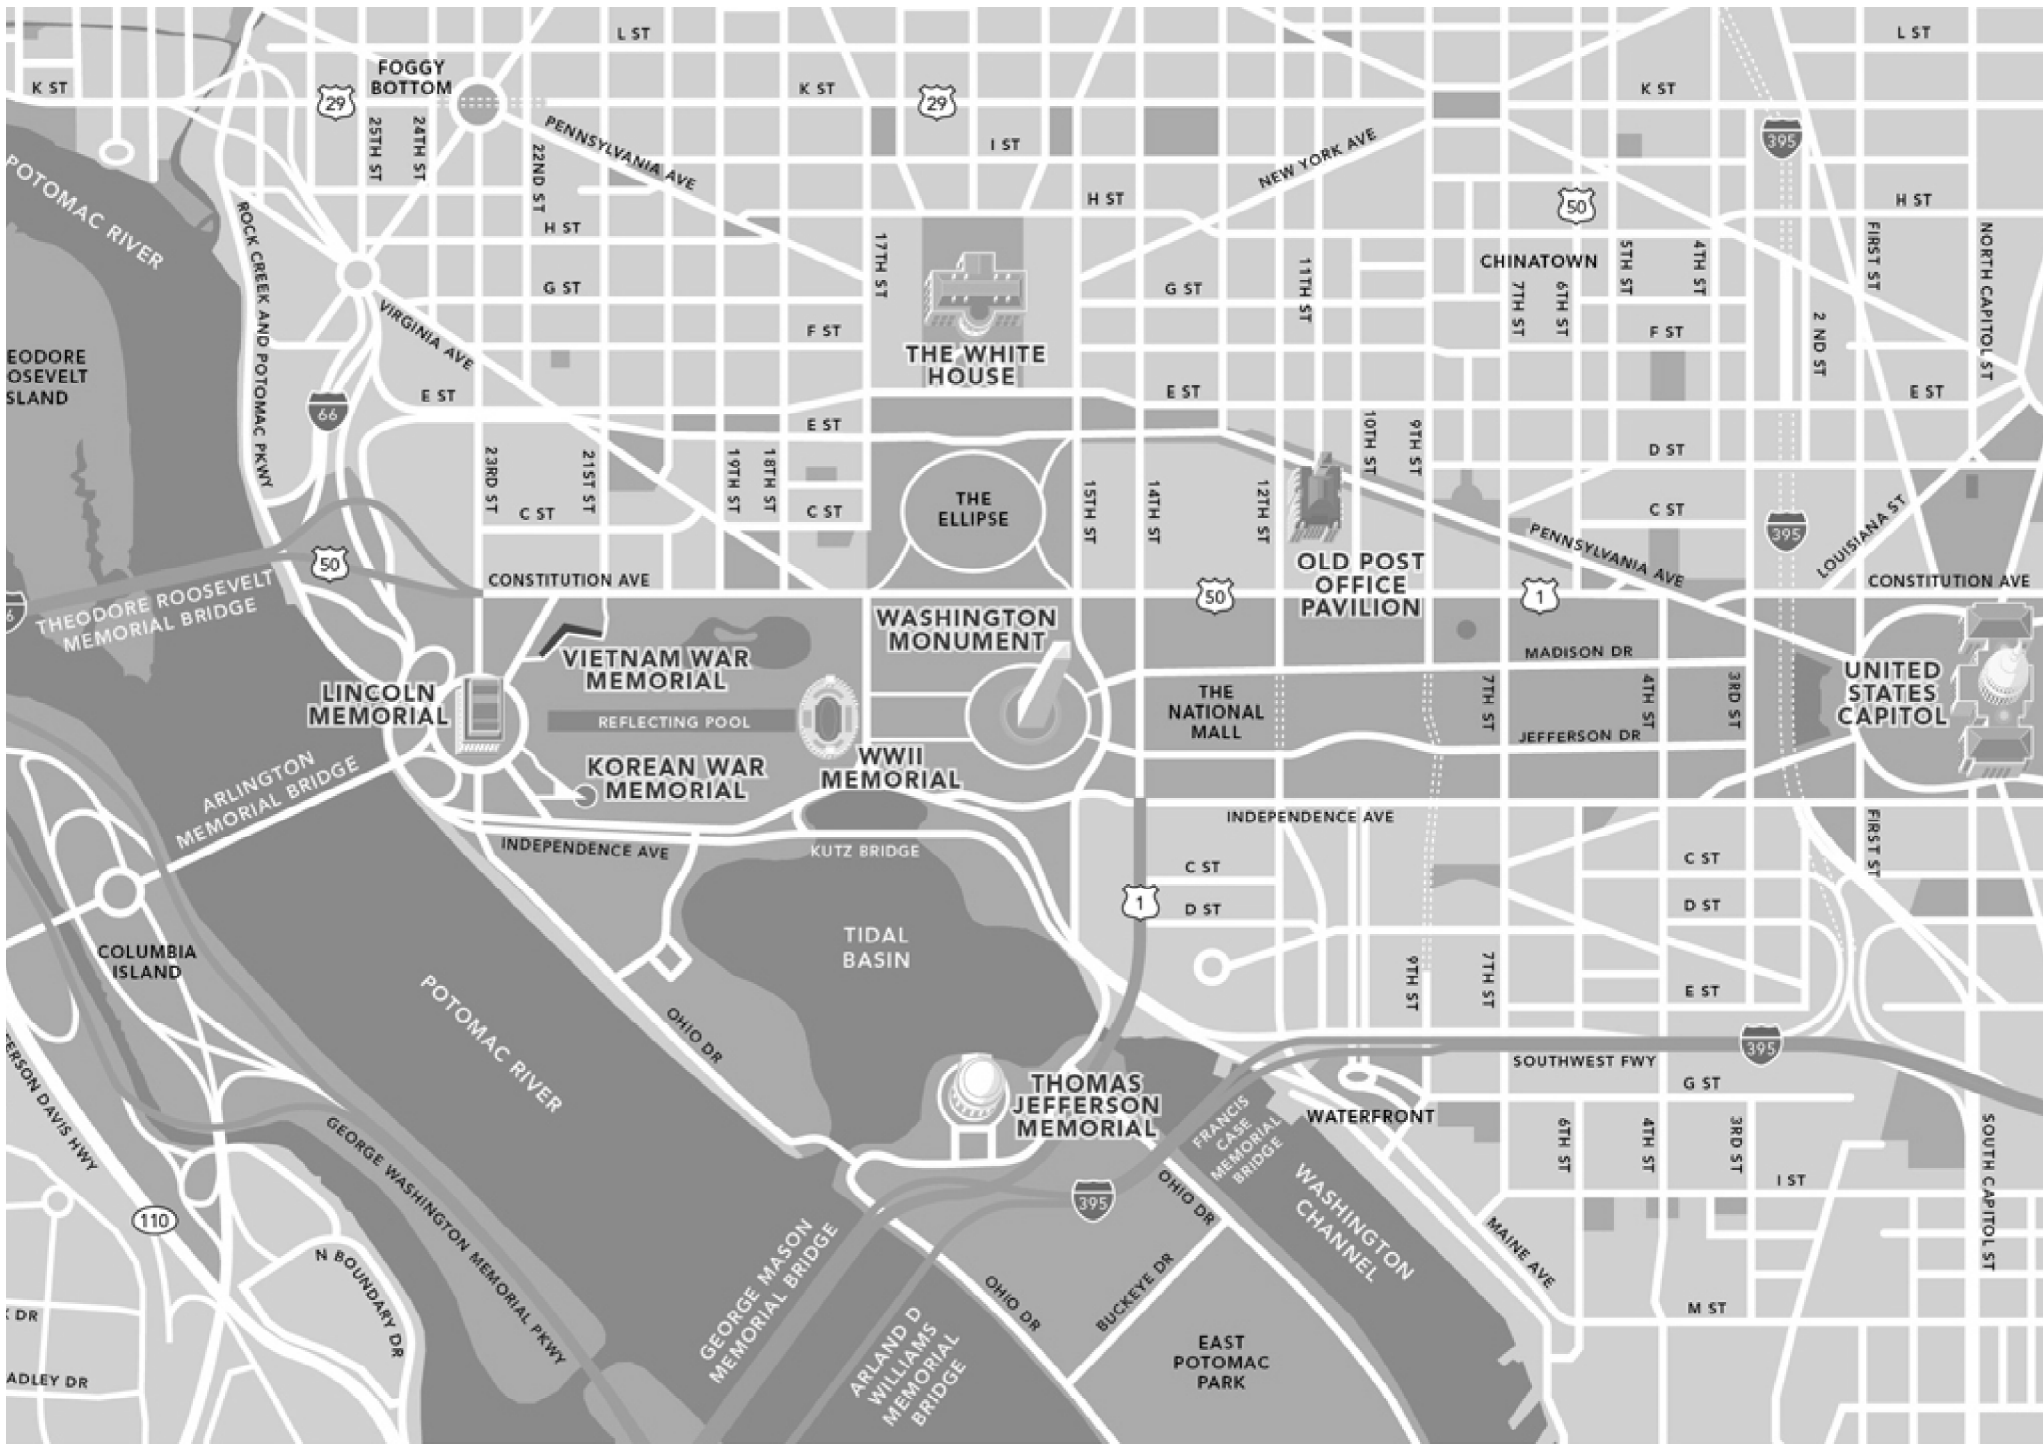 L ST
L ST
FOGGY
BOTTOM
K ST
29
K ST
29
K ST
25TH ST
24TH ST
22ND ST
PENNSYLVANIA AVE
I ST
NEW YORK AVE
395
POTOMAC RIVER
ROCK CREEK AND POTOMAC PKWY
H ST
H ST
50
H ST
17TH ST
11TH ST
CHINATOWN
5TH ST
4TH ST
FIRST ST
NORTH CAPITOL ST
G ST
G ST
7TH ST
6TH ST
VIRGINIA AVE
F ST
F ST
2 ND ST
THE WHITE
HOUSE
EODORE
OSEVELT
SLAND
66
E ST
E ST
E ST
E ST
10TH ST
9TH ST
D ST
23RD ST
21ST ST
19TH ST
18TH ST
C ST
C ST
THE
ELLIPSE
15TH ST
14TH ST
12TH ST
C ST
395
LOUISIANA ST
PENNSYLVANIA AVE
OLD POST
OFFICE
PAVILION
50
CONSTITUTION AVE
50
1
CONSTITUTION AVE
6
THEODORE ROOSEVELT
MEMORIAL BRIDGE
WASHINGTON
MONUMENT
VIETNAM WAR
MEMORIAL
MADISON DR
LINCOLN
MEMORIAL
REFLECTING POOL
THE
NATIONAL
MALL
7TH ST
4TH ST
3RD ST
UNITED
STATES
CAPITOL
JEFFERSON DR
KOREAN WAR
MEMORIAL
WWII
MEMORIAL
ARLINGTON
MEMORIAL BRIDGE
INDEPENDENCE AVE
INDEPENDENCE AVE
KUTZ BRIDGE
FIRST ST
C ST
C ST
1
D ST
D ST
COLUMBIA
ISLAND
TIDAL
BASIN
9TH ST
7TH ST
E ST
POTOMAC RIVER
OHIO DR
395
SOUTHWEST FWY
G ST
FERSON DAVIS HWY
THOMAS
JEFFERSON
MEMORIAL
FRANCIS
CASE
MEMORIAL
BRIDGE
WATERFRONT
6TH ST
4TH ST
3RD ST
SOUTH CAPITOL ST
GEORGE WASHINGTON MEMORIAL PKWY
I ST
395
OHIO DR
WASHINGTON
CHANNEL
110
MAINE AVE
N BOUNDARY DR
GEORGE MASON
MEMORIAL BRIDGE
OHIO DR
BUCKEYE DR
M ST
DR
ARLAND D
WILLIAMS
MEMORIAL
BRIDGE
EAST
POTOMAC
PARK
ADLEY DR